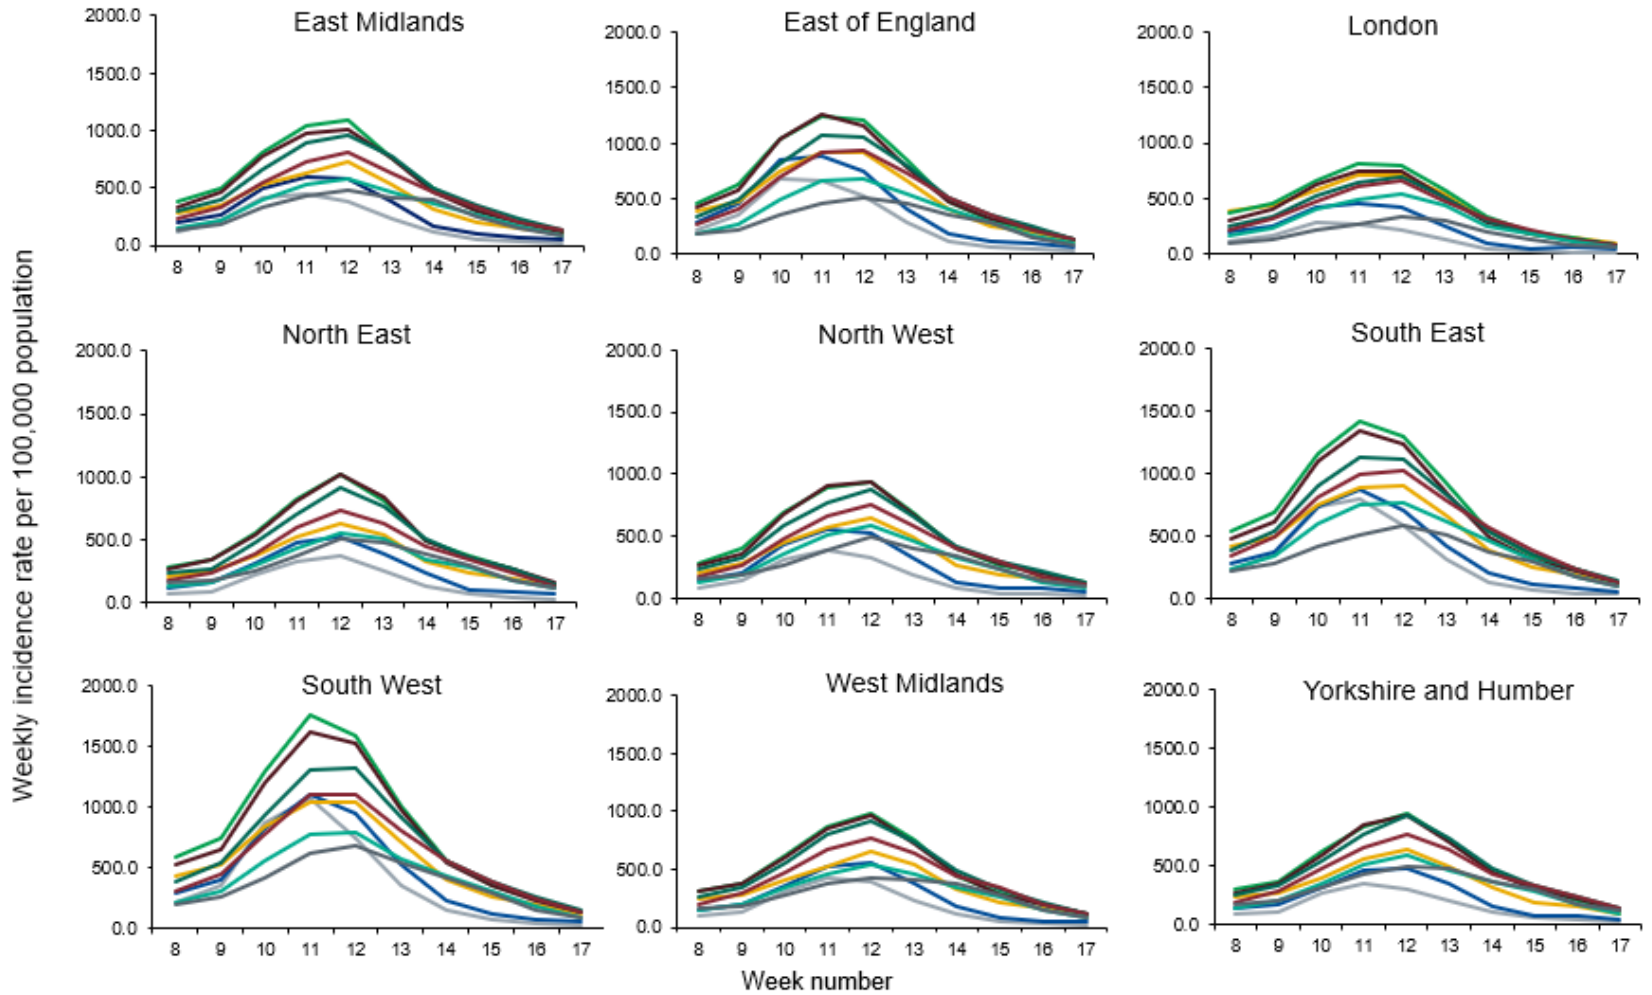 Weekly incidence rate per 100,000 population
East Midlands
2000.0
1500.0
1000.0
500.0
0.0
8 9 10 11 12 13 14 15 16 17
East of England
2000.0
1500.0
1000.0
500.0
0.0
8 9 10 11 12 13 14 15 16 17
London
2000.0
1500.0
1000.0
500.0
0.0
8 9 10 11 12 13 14 15 16 17
North East
2000.0
1500.0
1000.0
500.0
0.0
8 9 10 11 12 13 14 15 16 17
North West
2000.0
1500.0
1000.0
500.0
0.0
8 9 10 11 12 13 14 15 16 17
South East
2000.0
1500.0
1000.0
500.0
0.0
8 9 10 11 12 13 14 15 16 17
South West
2000.0
1500.0
1000.0
500.0
0.0
8 9 10 11 12 13 14 15 16 17
West Midlands
2000.0
1500.0
1000.0
500.0
0.0
8 9 10 11 12 13 14 15 16 17
Yorkshire and Humber
2000.0
1500.0
1000.0
500.0
0.0
8 9 10 11 12 13 14 15 16 17
Week number